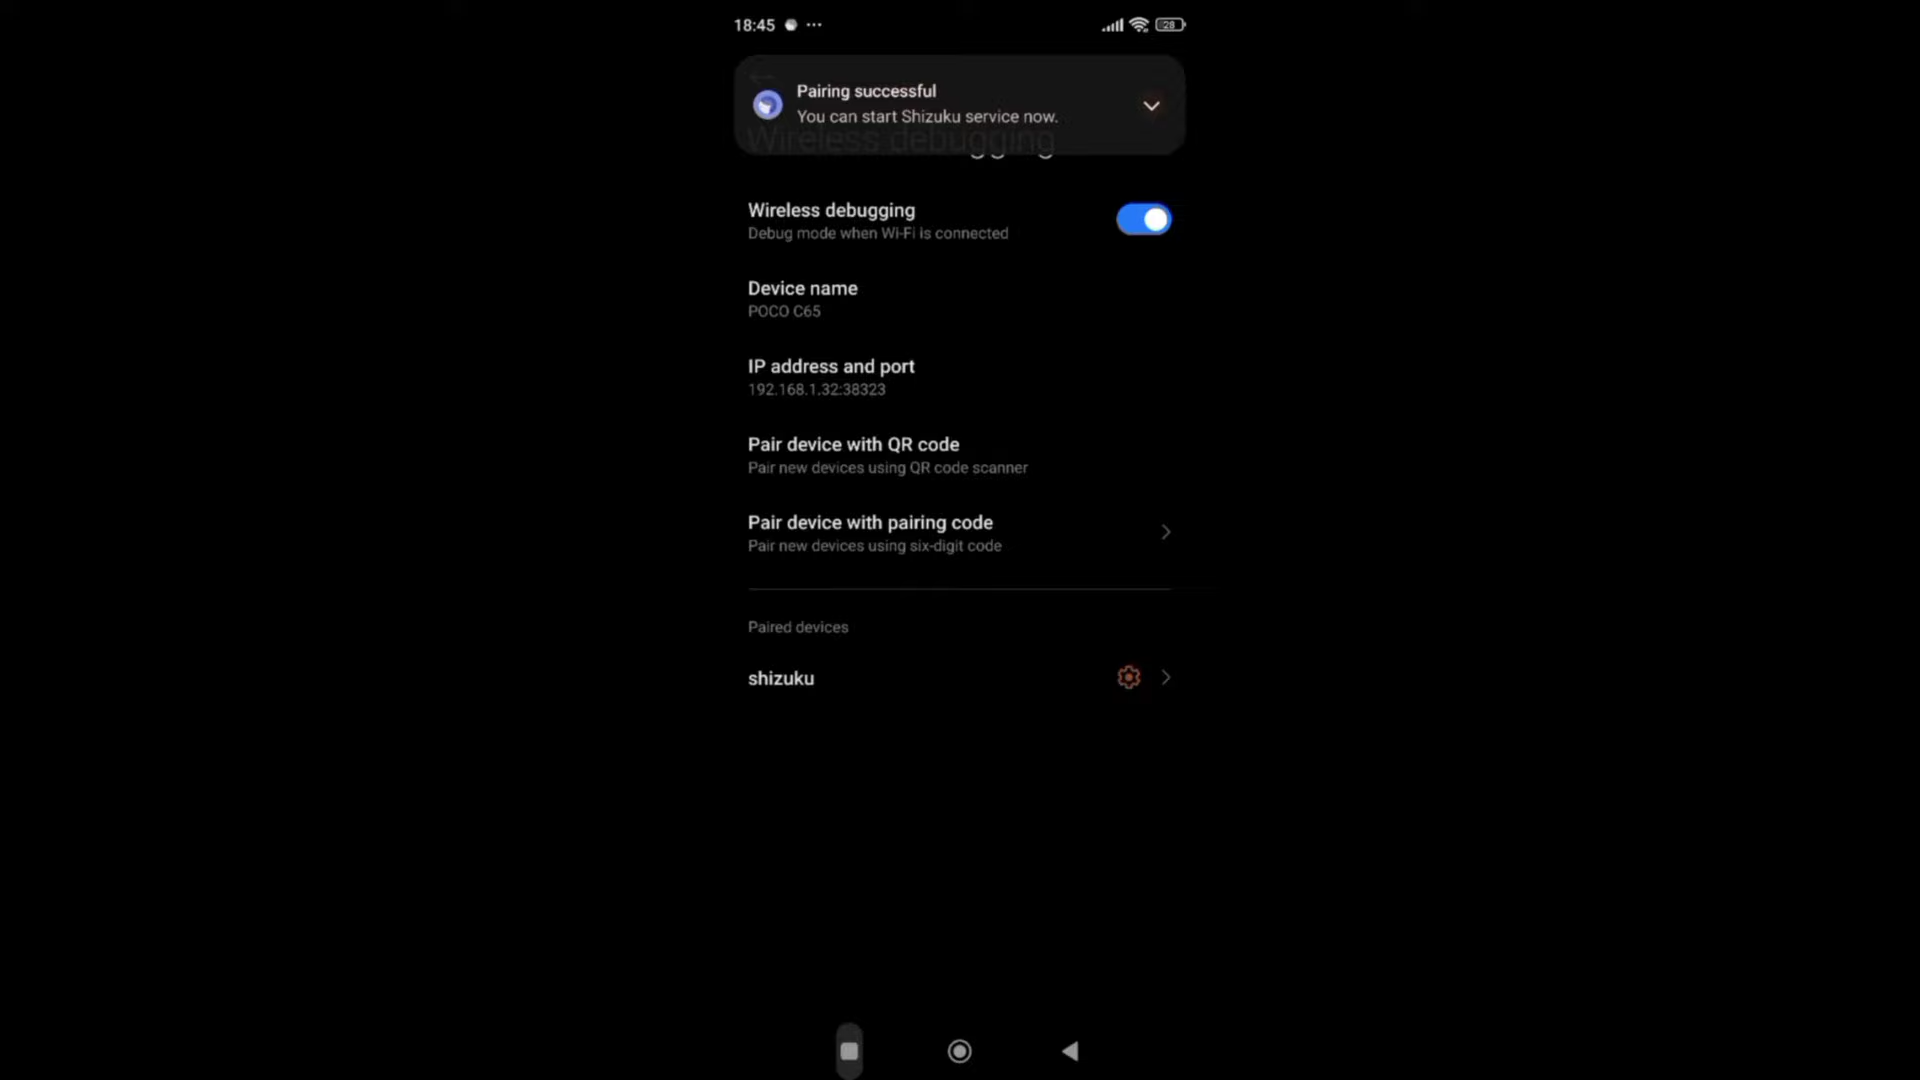 18:45
28
Pairing successful
You can start Shizuku service now.
Wireless debugging
Wireless debugging
Debug mode when Wi-Fi is connected
Device name
POCO C65
IP address and port
192.168.1.32:38323
Pair device with QR code
Pair new devices using QR code scanner
Pair device with pairing code
Pair new devices using six-digit code
Paired devices
shizuku